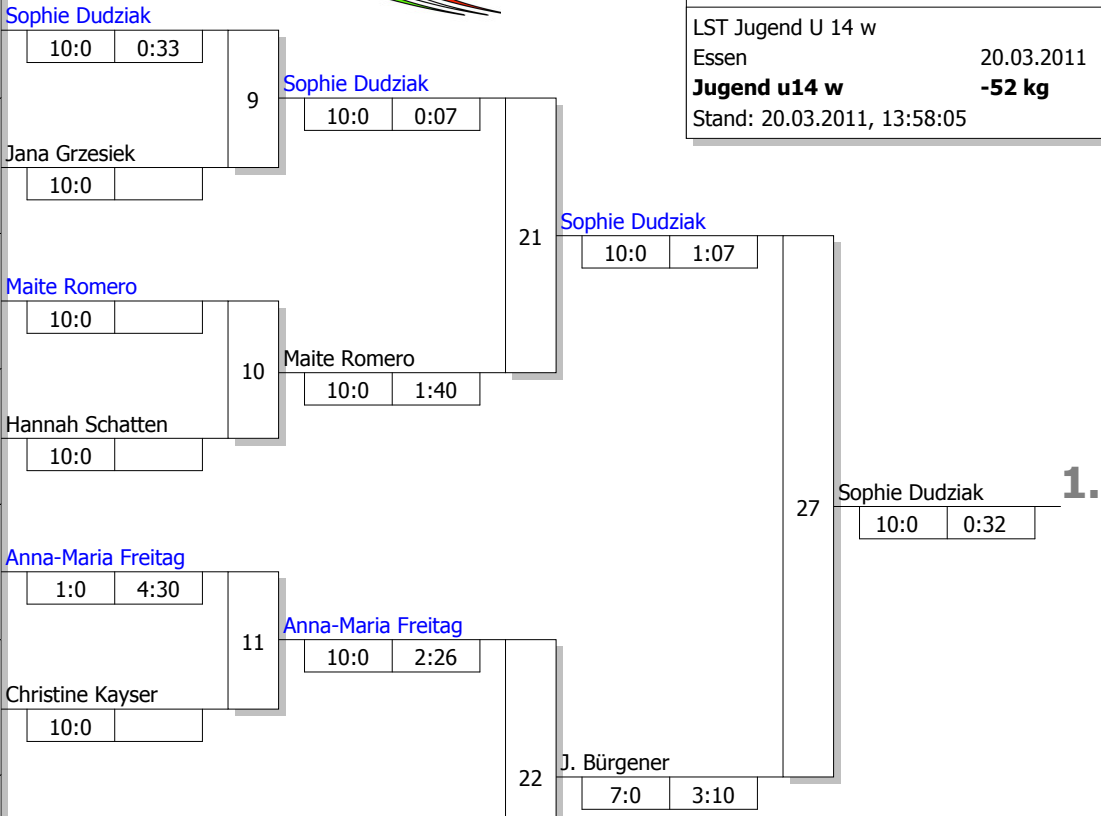 Sophie Dudziak
10:0 0:33
9
Jana Grzesiek
10:0
Maite Romero
10:0
10
Hannah Schatten
10:0
Anna-Maria Freitag
1:0 4:30
11
Christine Kayser
10:0
Sophie Dudziak
10:0 0:07
21
Maite Romero
10:0 1:40
Anna-Maria Freitag
10:0 2:26
22
Sophie Dudziak
10:0 1:07
27
J. Bürgener
7:0 3:10
Sophie Dudziak 1.
10:0 0:32
LST Jugend U 14 w
Essen 20.03.2011
Jugend u14 w -52 kg
Stand: 20.03.2011, 13:58:05